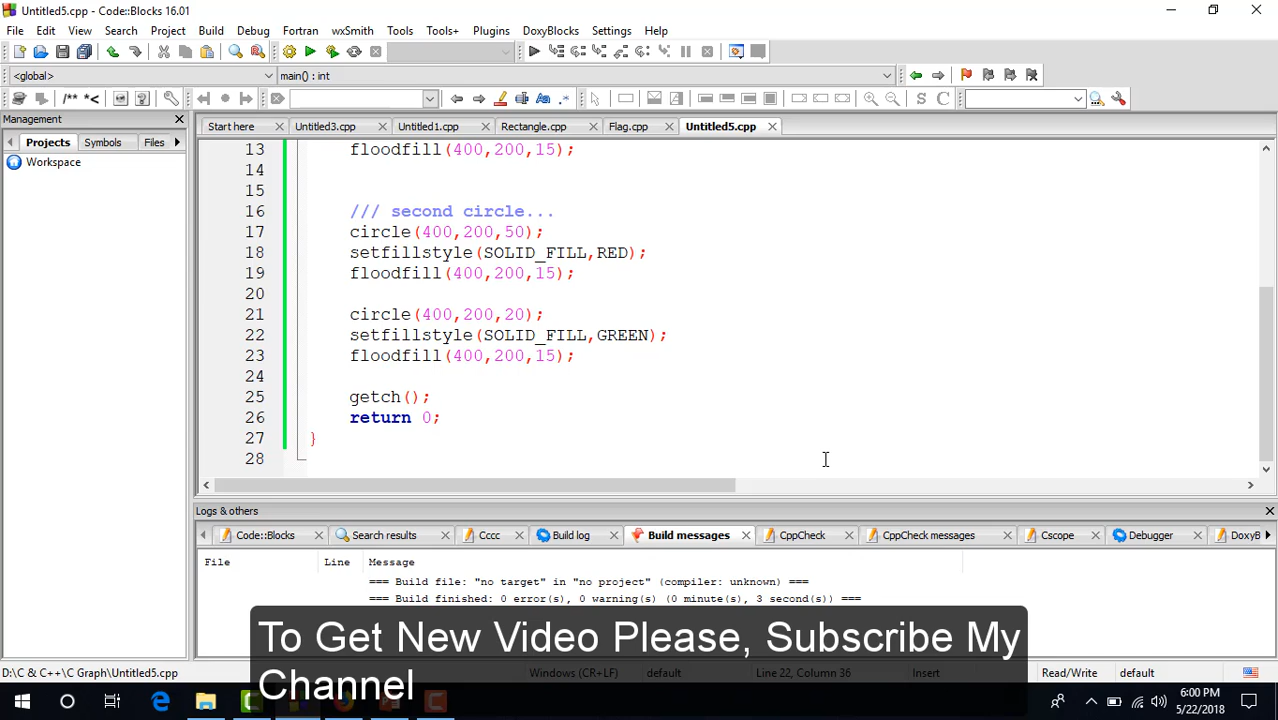 Untitled5.cpp - Code::Blocks 16.01
File Edit View Search Project Build Debug Fortran wxSmith Tools Tools+ Plugins DoxyBlocks Settings Help
<global> main() : int
/** *< S C
Management
Projects Symbols Files
Workspace
Start here Untitled3.cpp Untitled1.cpp Rectangle.cpp Flag.cpp Untitled5.cpp
13 floodfill(400,200,15);
14
15
16 /// second circle...
17 circle(400,200,50);
18 setfillstyle(SOLID_FILL,RED);
19 floodfill(400,200,15);
20
21 circle(400,200,20);
22 setfillstyle(SOLID_FILL,GREEN);
23 floodfill(400,200,15);
24
25 getch();
26 return 0;
27 }
28
Logs & others
Code::Blocks Search results Cccc Build log Build messages CppCheck CppCheck messages Cscope Debugger DoxyB
File Line Message
=== Build file: "no target" in "no project" (compiler: unknown) ===
=== Build finished: 0 error(s), 0 warning(s) (0 minute(s), 3 second(s)) ===
To Get New Video Please, Subscribe My
Channel
D:\C & C++\C Graph\Untitled5.cpp Windows (CR+LF) default Line 22, Column 36 Insert Read/Write default
6:00 PM
5/22/2018